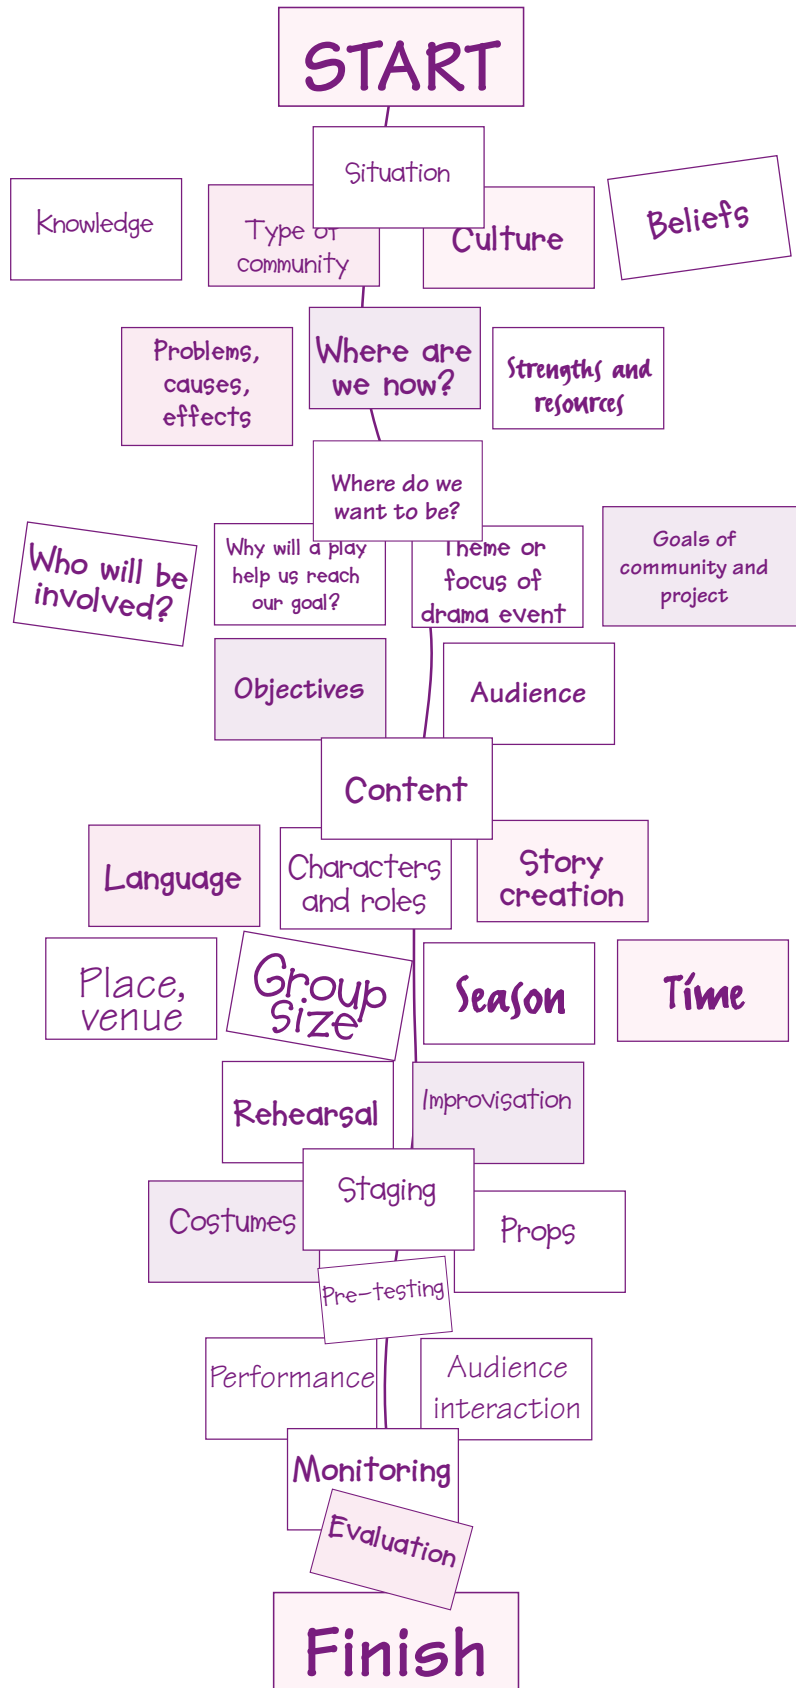 START
Situation
Knowledge
Type of
community
Culture
Beliefs
Problems,
causes,
effects
Where are
we now?
Strengths and
resources
Where do we
want to be?
Who will be
involved?
Why will a play
help us reach
our goal?
Theme or
focus of
drama event
Goals of
community and
project
Objectives
Audience
Content
Language
Characters
and roles
Story
creation
Place,
venue
Group
size
Season
Time
Rehearsal
Improvisation
Staging
Costumes
Props
Pre-testing
Performance
Audience
interaction
Monitoring
Evaluation
Finish